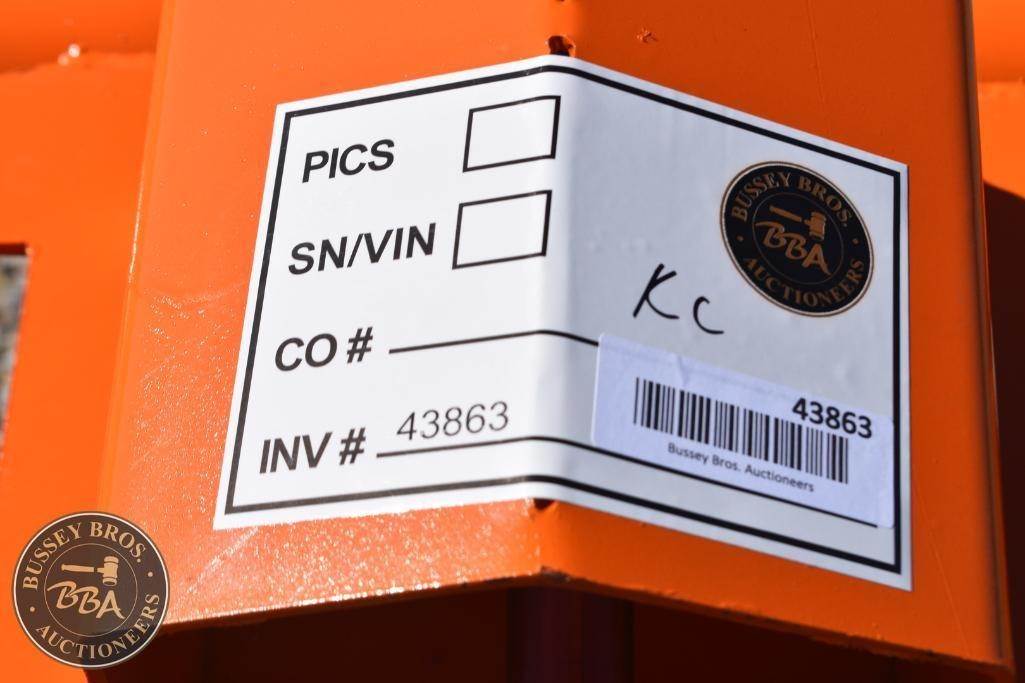 PICS
SN/VIN
CO #
INV # 43863
BUSSEY BROS.
BBA
AUCTIONEERS
KC
43863
Bussey Bros. Auctioneers
BUSSEY BROS.
BBA
AUCTIONEERS